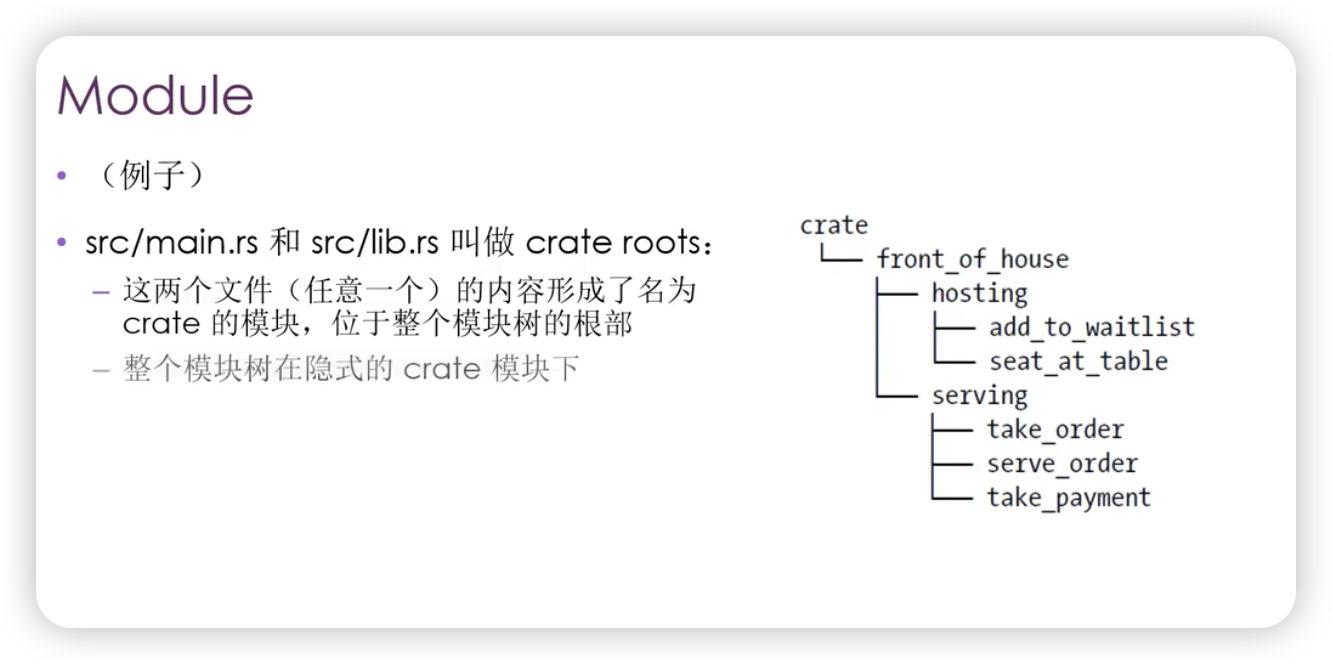 Module
• （例子）
• src/main.rs 和 src/lib.rs 叫做 crate roots：
– 这两个文件（任意一个）的内容形成了名为
crate 的模块，位于整个模块树的根部
– 整个模块树在隐式的 crate 模块下
crate
└── front_of_house
├── hosting
│ ├── add_to_waitlist
│ └── seat_at_table
└── serving
├── take_order
├── serve_order
└── take_payment